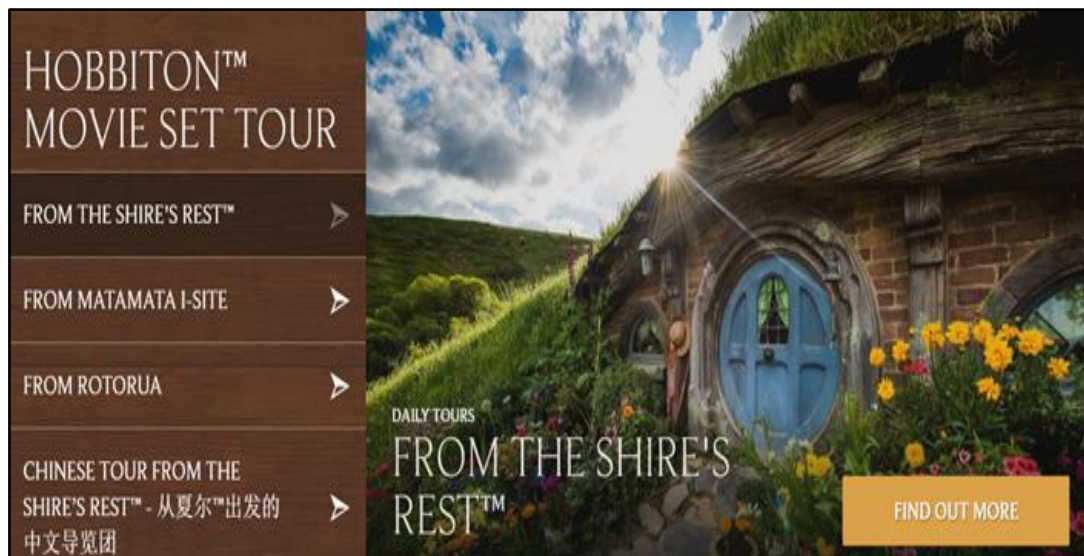 HOBBITON™
MOVIE SET TOUR
FROM THE SHIRE'S REST™
FROM MATAMATA I-SITE
FROM ROTORUA
CHINESE TOUR FROM THE
SHIRE'S REST™ - 从夏尔™出发的
中文导览团
DAILY TOURS
FROM THE SHIRE'S
REST™
FIND OUT MORE